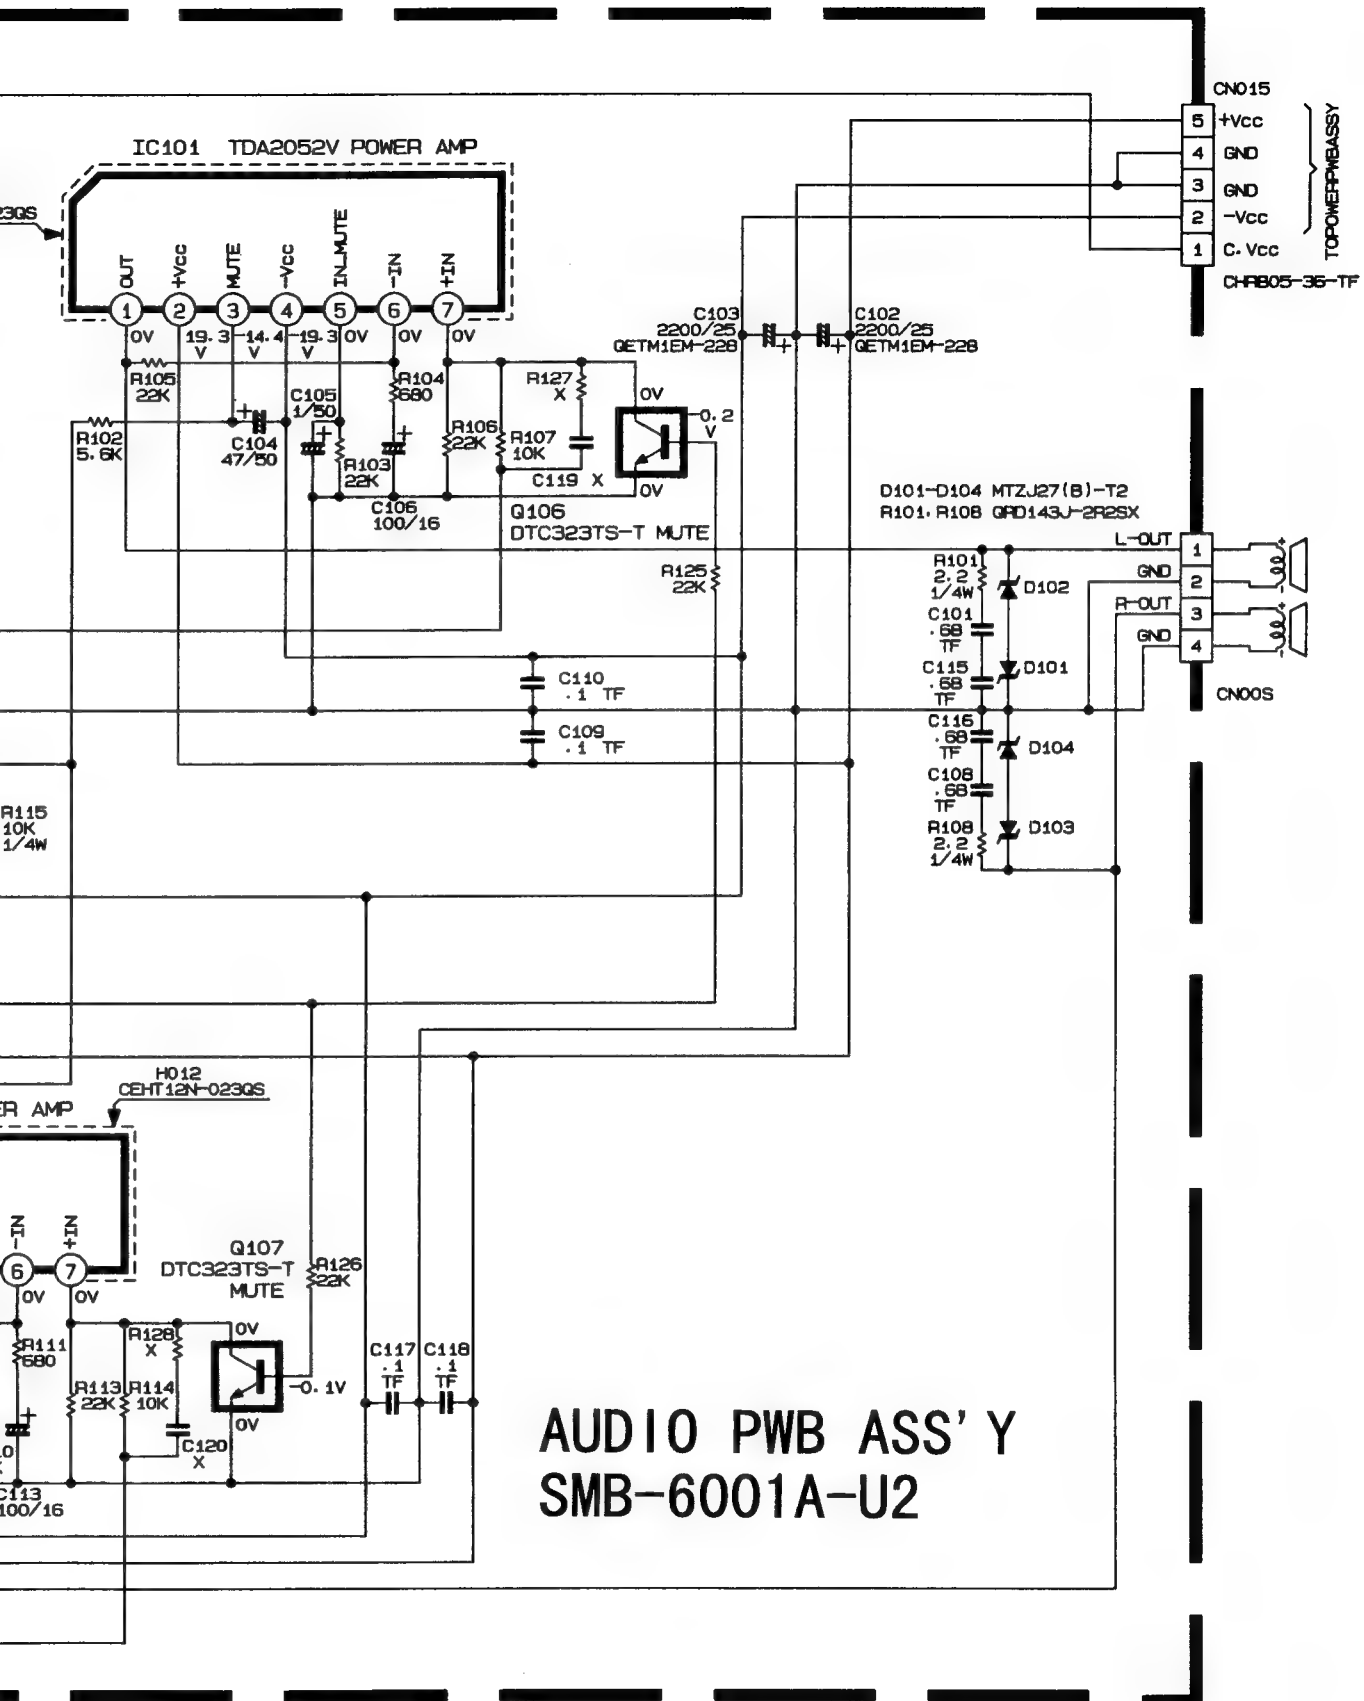 CN015
5 +Vcc
4 GND
3 GND
2 -Vcc
1 C.Vcc
TOPOWERPWBASSY
CHRB05-36-TF
IC101 TDA2052V POWER AMP
23QS
OUT
+Vcc
MUTE
-Vcc
IN_MUTE
-IN
+IN
1 2 3 4 5 6 7
0V
19.3 V
-14.4 V
-19.3 V
0V
0V
0V
R105
22K
R102
5.6K
C104
47/50
C105
1/50
R103
22K
R104
680
C106
100/16
R106
22K
R107
10K
R127
X
C119 X
0V
-0.2
V
0V
Q106
DTC323TS-T MUTE
C103
2200/25
QETM1EM-228
C102
2200/25
QETM1EM-228
R125
22K
D101-D104 MTZJ27(B)-T2
R101.R108 QRD143J-2R2SX
L-OUT 1
GND 2
R-OUT 3
GND 4
CN00S
R101
2.2
1/4W
D102
C101
.68
TF
C115
.68
TF
D101
C116
.68
TF
D104
C108
.68
TF
R108
2.2
1/4W
D103
C110
.1 TF
C109
.1 TF
R115
10K
1/4W
H012
CEHT12N-023QS
ER AMP
-IN
+IN
6 7
0V 0V
Q107
DTC323TS-T
MUTE
R126
22K
R111
680
R113
22K
R114
10K
R128
X
C120
X
0V
-0.1V
0V
C113
100/16
C117
.1
TF
C118
.1
TF
AUDIO PWB ASS'Y
SMB-6001A-U2